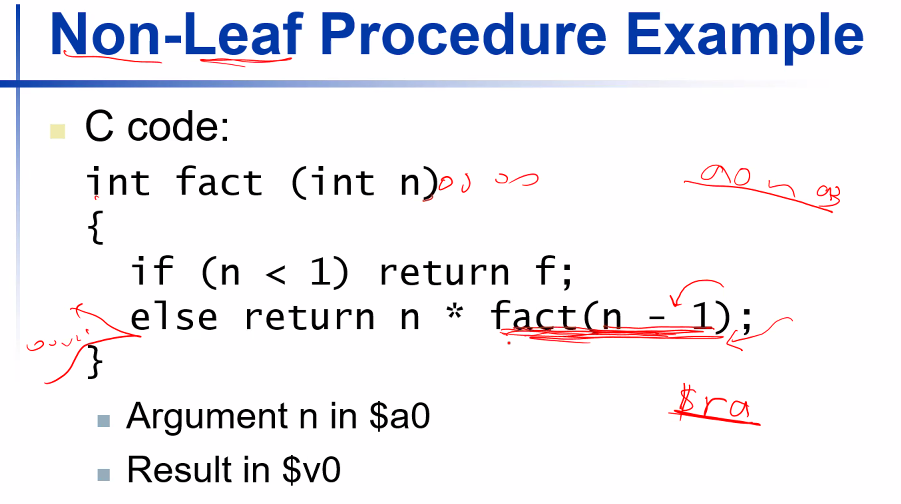 Non-Leaf Procedure Example
C code:
int fact (int n)
{
if (n < 1) return f;
else return n * fact(n - 1);
}
$ra
Argument n in $a0
Result in $v0